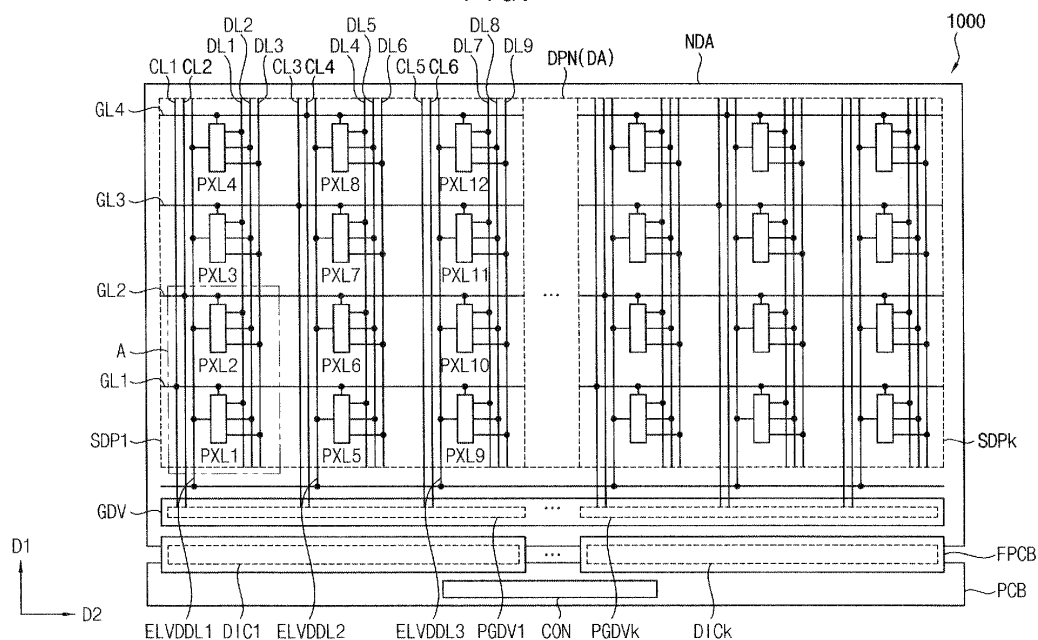 1000
DL2 DL5 DL8
DL1 DL3 DL4 DL6 DL7 DL9 DPN(DA) NDA
CL1 CL2 CL3 CL4 CL5 CL6
GL4
PXL4 PXL8 PXL12
GL3
PXL3 PXL7 PXL11
GL2 ...
A PXL2 PXL6 PXL10
GL1
SDP1 PXL1 PXL5 PXL9 SDPk
GDV ...
D1 ... FPCB
PCB
D2
ELVDDL1 DIC1 ELVDDL2 ELVDDL3 PGDV1 CON PGDVk DICk